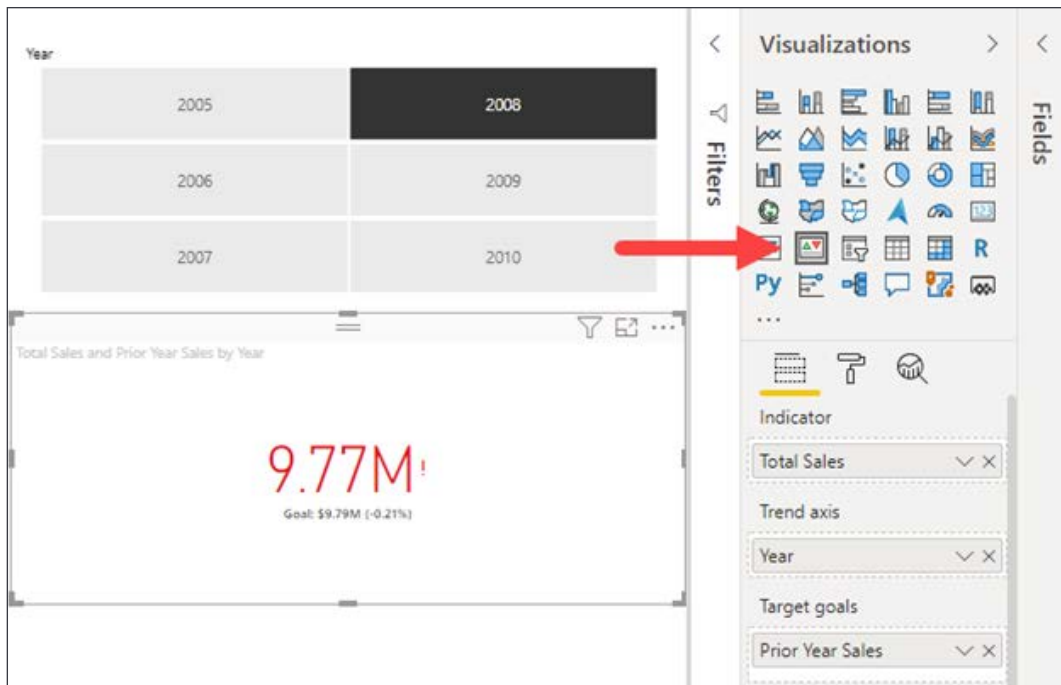 Year
2005
2008
2006
2009
2007
2010
Total Sales and Prior Year Sales by Year
9.77M!
Goal: $9.79M (-0.21%)
Filters
Visualizations
123
R
Py
...
Indicator
Total Sales
Trend axis
Year
Target goals
Prior Year Sales
Fields